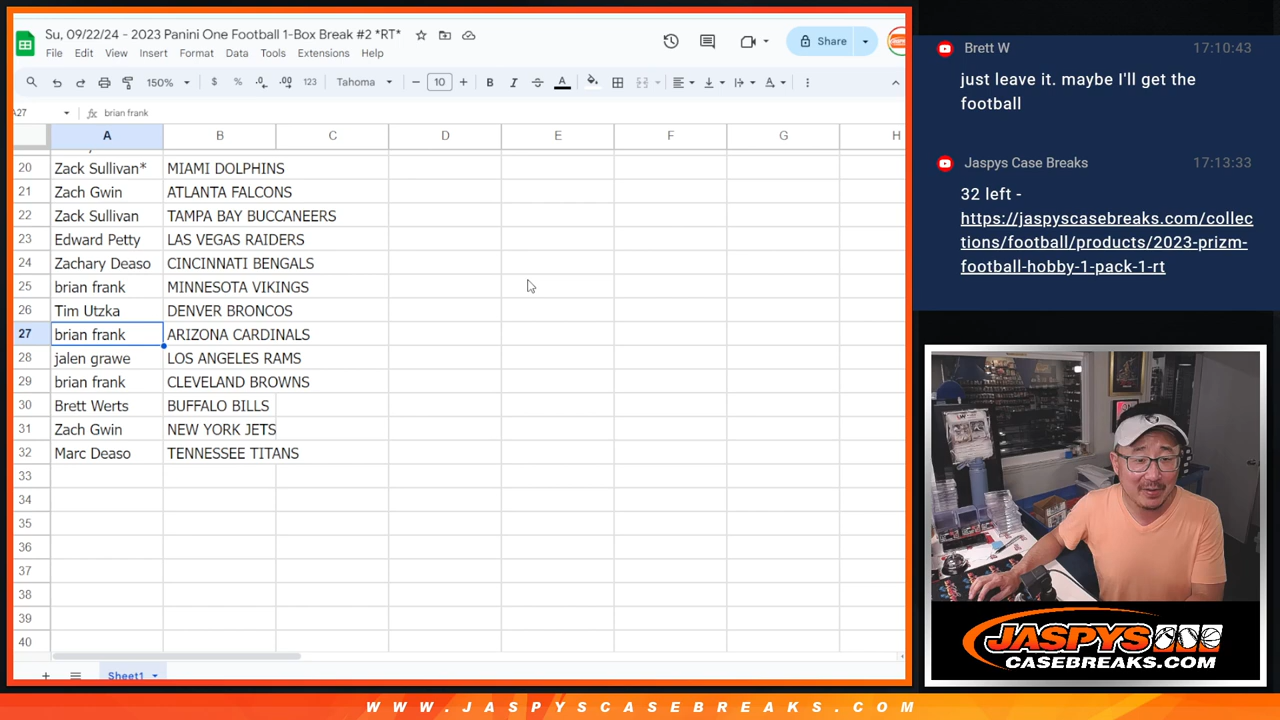 Su, 09/22/24 - 2023 Panini One Football 1-Box Break #2 *RT*
File Edit View Insert Format Data Tools Extensions Help
Share
150% $ % .0 .00 123 Tahoma 10 B I A
A27 fx brian frank
A B C D E F G H
20 Zack Sullivan* MIAMI DOLPHINS
21 Zach Gwin ATLANTA FALCONS
22 Zack Sullivan TAMPA BAY BUCCANEERS
23 Edward Petty LAS VEGAS RAIDERS
24 Zachary Deaso CINCINNATI BENGALS
25 brian frank MINNESOTA VIKINGS
26 Tim Utzka DENVER BRONCOS
27 brian frank ARIZONA CARDINALS
28 jalen grawe LOS ANGELES RAMS
29 brian frank CLEVELAND BROWNS
30 Brett Werts BUFFALO BILLS
31 Zach Gwin NEW YORK JETS
32 Marc Deaso TENNESSEE TITANS
33
34
35
36
37
38
39
40
Sheet1
Brett W 17:10:43
just leave it. maybe I'll get the
football
Jaspys Case Breaks 17:13:33
32 left -
https://jaspyscasebreaks.com/collec
tions/football/products/2023-prizm-
football-hobby-1-pack-1-rt
JASPYS
CASEBREAKS.COM
WWW.JASPYSCASEBREAKS.COM